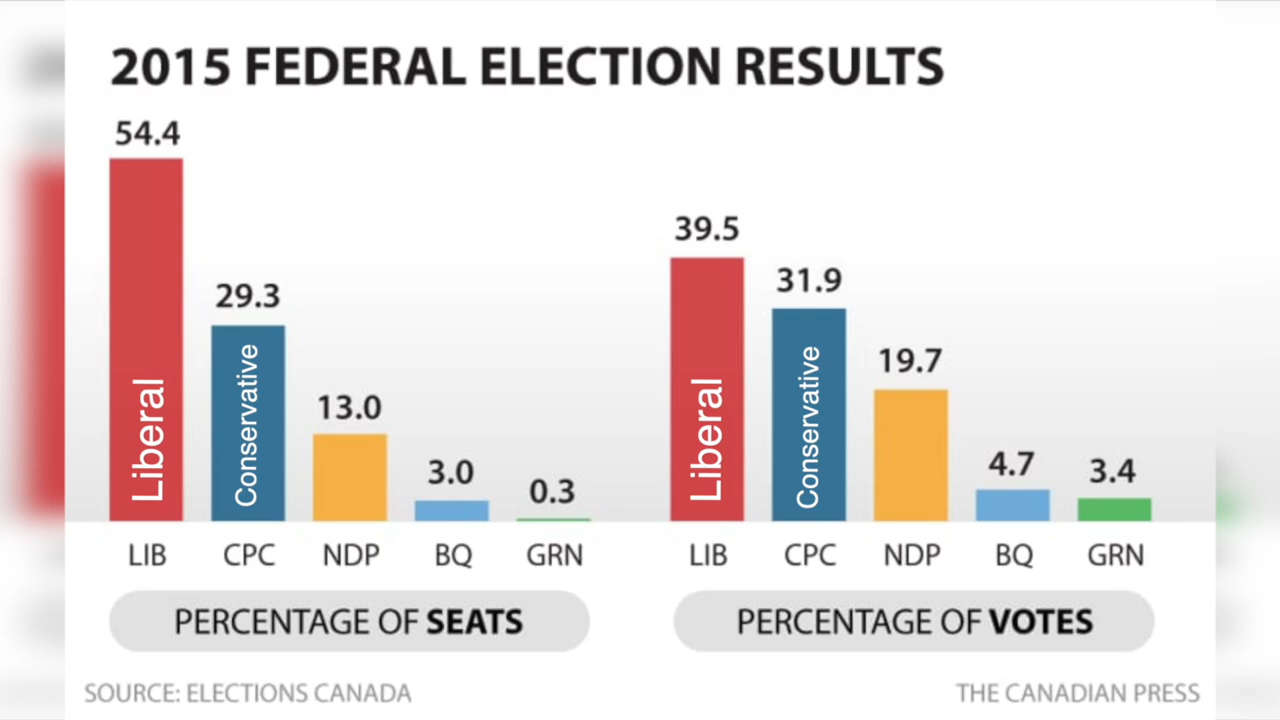 2015 FEDERAL ELECTION RESULTS
54.4
29.3
13.0
3.0
0.3
Liberal
Conservative
LIB CPC NDP BQ GRN
PERCENTAGE OF SEATS
39.5
31.9
19.7
4.7
3.4
Liberal
Conservative
LIB CPC NDP BQ GRN
PERCENTAGE OF VOTES
SOURCE: ELECTIONS CANADA
THE CANADIAN PRESS